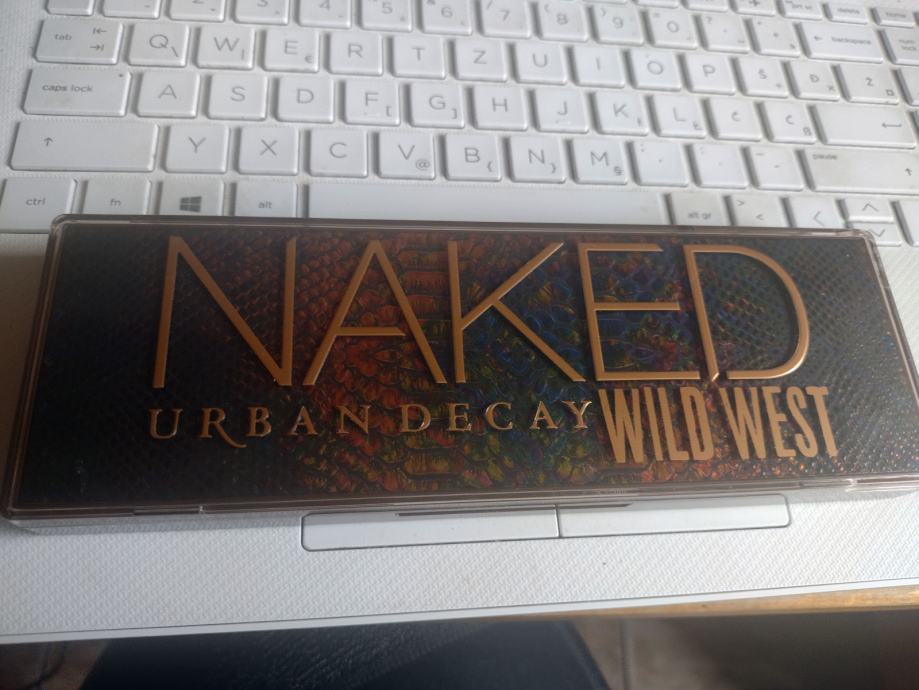 tab Q \ W | E € R T Z U I O P Š Đ Ž
← backspace
caps lock A S D F [ G ] H J K L Č Ć
Y X C V @ B { N } M §
pause
ctrl fn alt alt gr > <
NAKED
URBAN DECAY WILD WEST